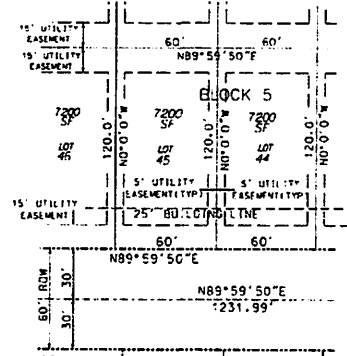 15' UTILITY
EASEMENT
15' UTILITY
EASEMENT
60'
60'
N89°59'50"E
BLOCK 5
7200
SF
LOT
46
120.0'
N0°0'0"W
7200
SF
LOT
45
120.0'
N0°0'0"W
7200
SF
LOT
44
120.0'
N0°0'0"W
5' UTILITY
EASEMENT(TYP)
5' UTILITY
EASEMENT(TYP)
15' UTILITY
EASEMENT
25' BUILDING LINE
60'
60'
N89°59'50"E
60' ROW
30'
30'
N89°59'50"E
1231.99'